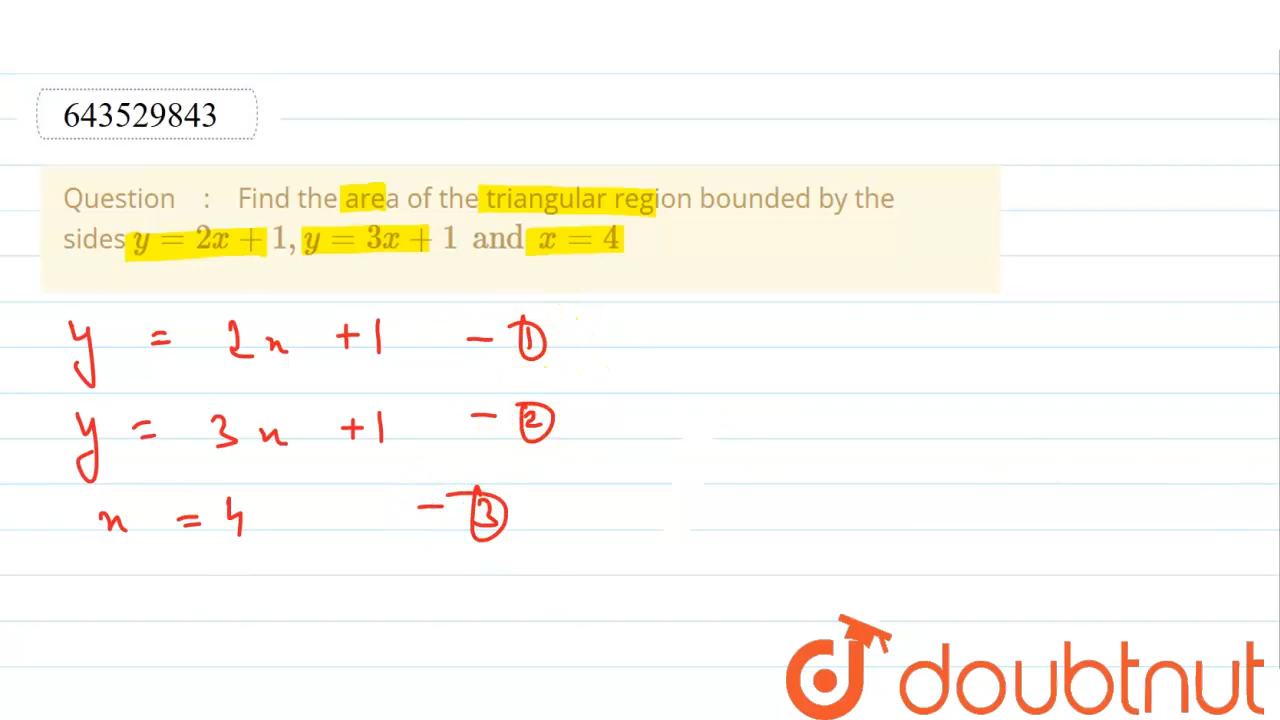 643529843
Question : Find the area of the triangular region bounded by the
sides y = 2x + 1, y = 3x + 1 and x = 4
y = 2x + 1 - ①
y = 3x + 1 - ②
x = 4 - ③
doubtnut